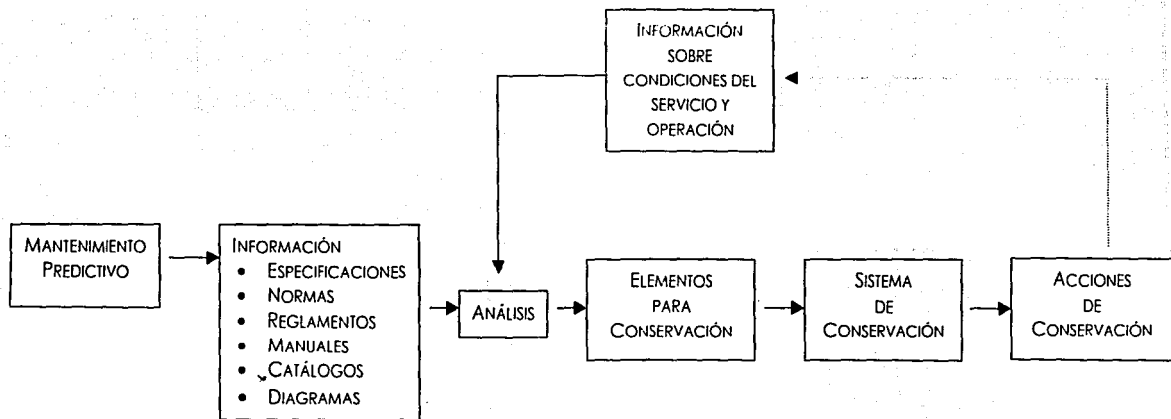 INFORMACIÓN
SOBRE
CONDICIONES DEL
SERVICIO Y
OPERACIÓN
MANTENIMIENTO
PREDICTIVO
INFORMACIÓN
• ESPECIFICACIONES
• NORMAS
• REGLAMENTOS
• MANUALES
• CATÁLOGOS
• DIAGRAMAS
ANÁLISIS
ELEMENTOS
PARA
CONSERVACIÓN
SISTEMA
DE
CONSERVACIÓN
ACCIONES
DE
CONSERVACIÓN